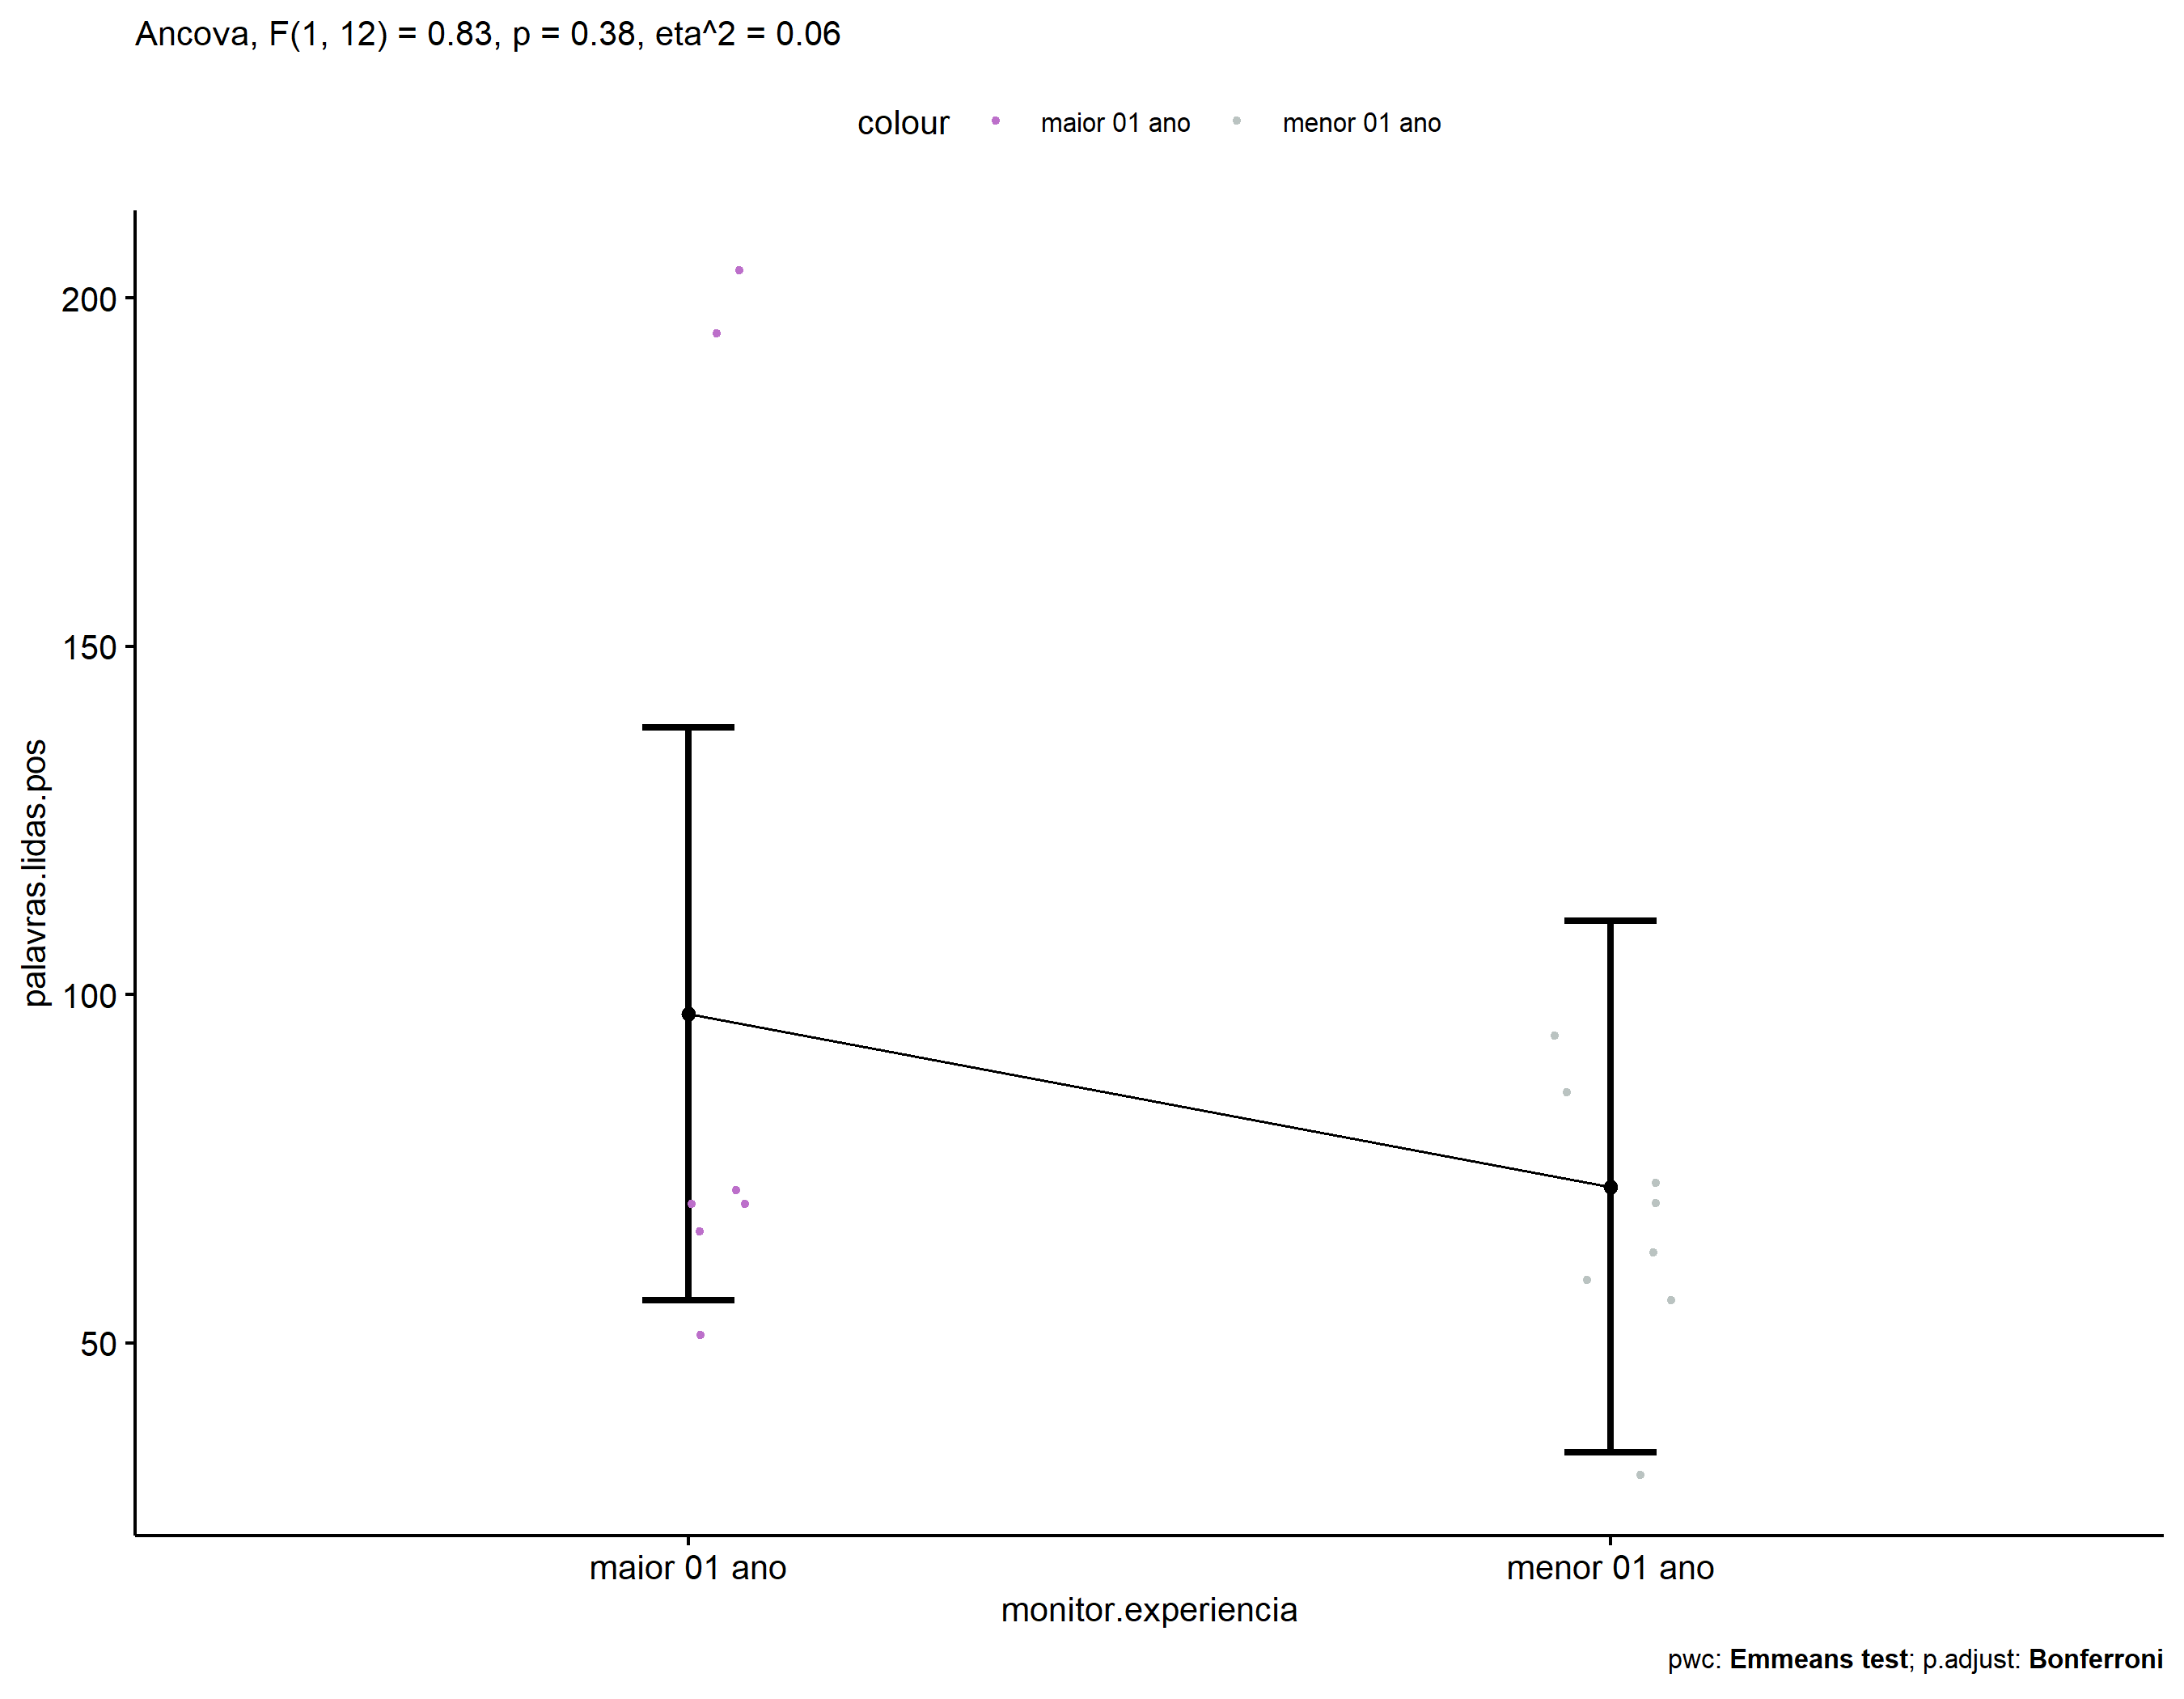 Ancova, F(1, 12) = 0.83, p = 0.38, eta^2 = 0.06
colour maior 01 ano menor 01 ano
200
150
100
50
palavras.lidas.pos
maior 01 ano menor 01 ano
monitor.experiencia
pwc: Emmeans test; p.adjust: Bonferroni